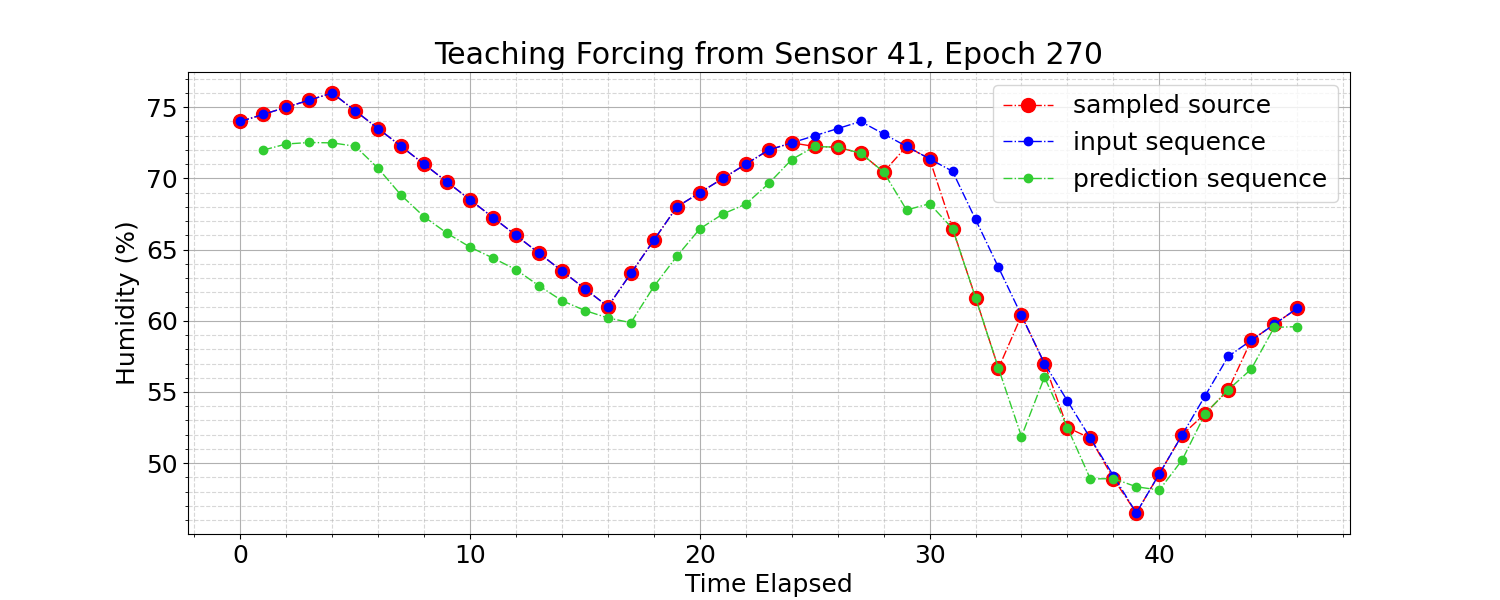 Teaching Forcing from Sensor 41, Epoch 270
sampled source
input sequence
prediction sequence
Humidity (%)
75
70
65
60
55
50
0 10 20 30 40
Time Elapsed